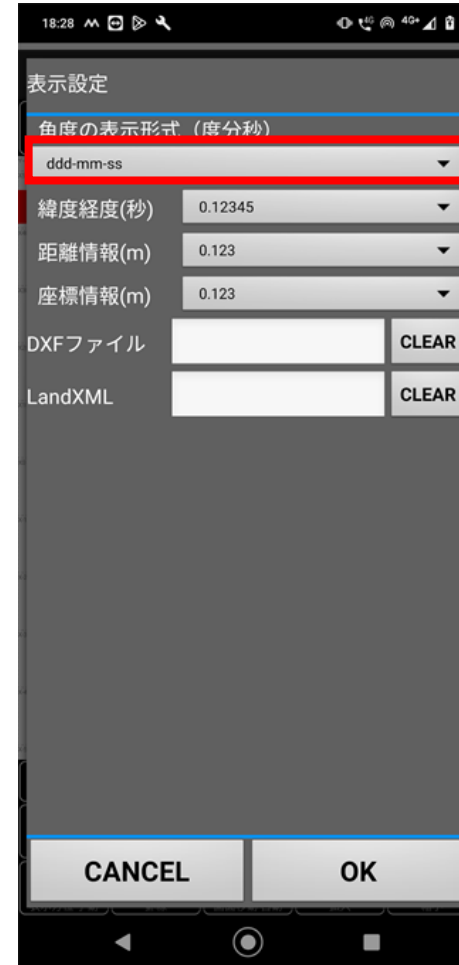 18:28 4G 4G+
表示設定
角度の表示形式（度分秒）
ddd-mm-ss
緯度経度(秒) 0.12345
距離情報(m) 0.123
座標情報(m) 0.123
DXFファイル CLEAR
LandXML CLEAR
CANCEL OK